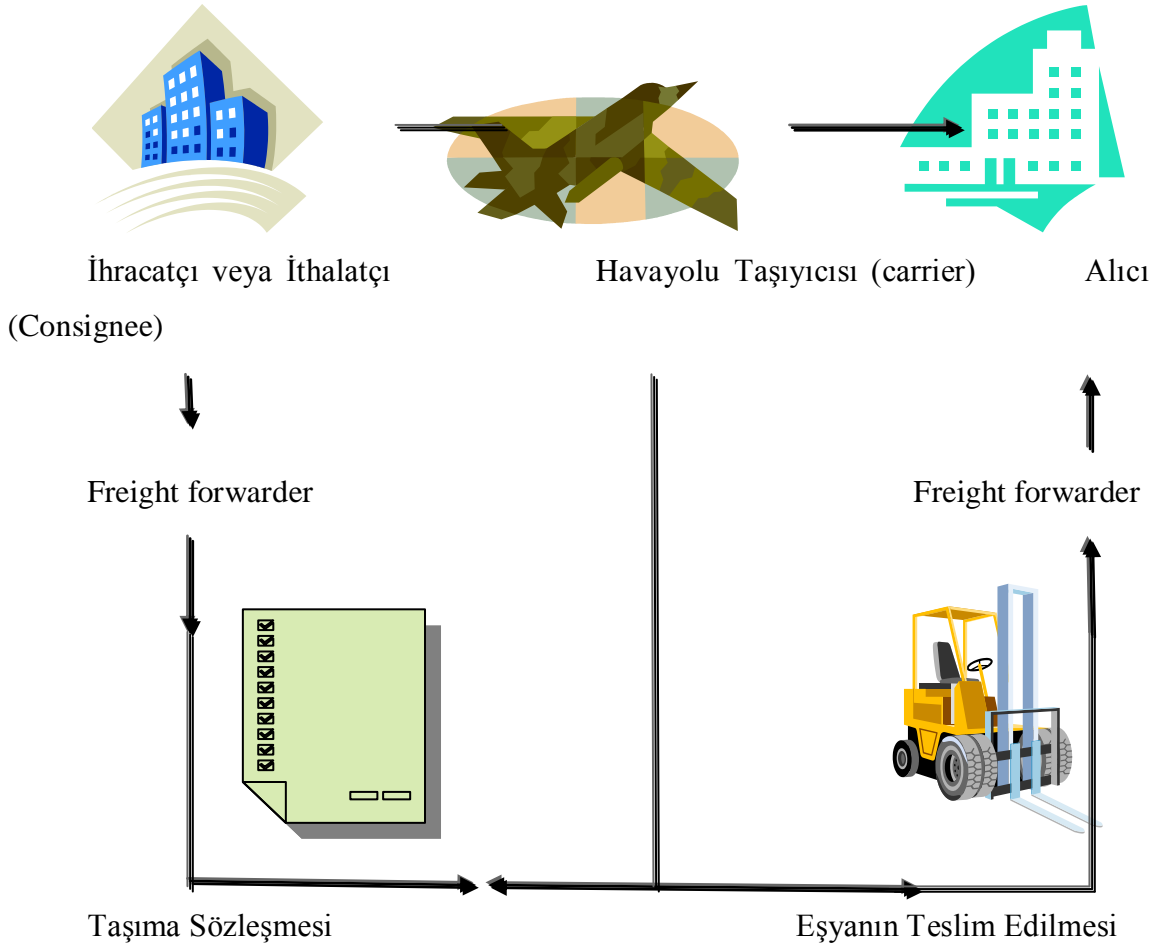 İhracatçı veya İthalatçı Havayolu Taşıyıcısı (carrier) Alıcı
(Consignee)
Freight forwarder Freight forwarder
Taşıma Sözleşmesi Eşyanın Teslim Edilmesi